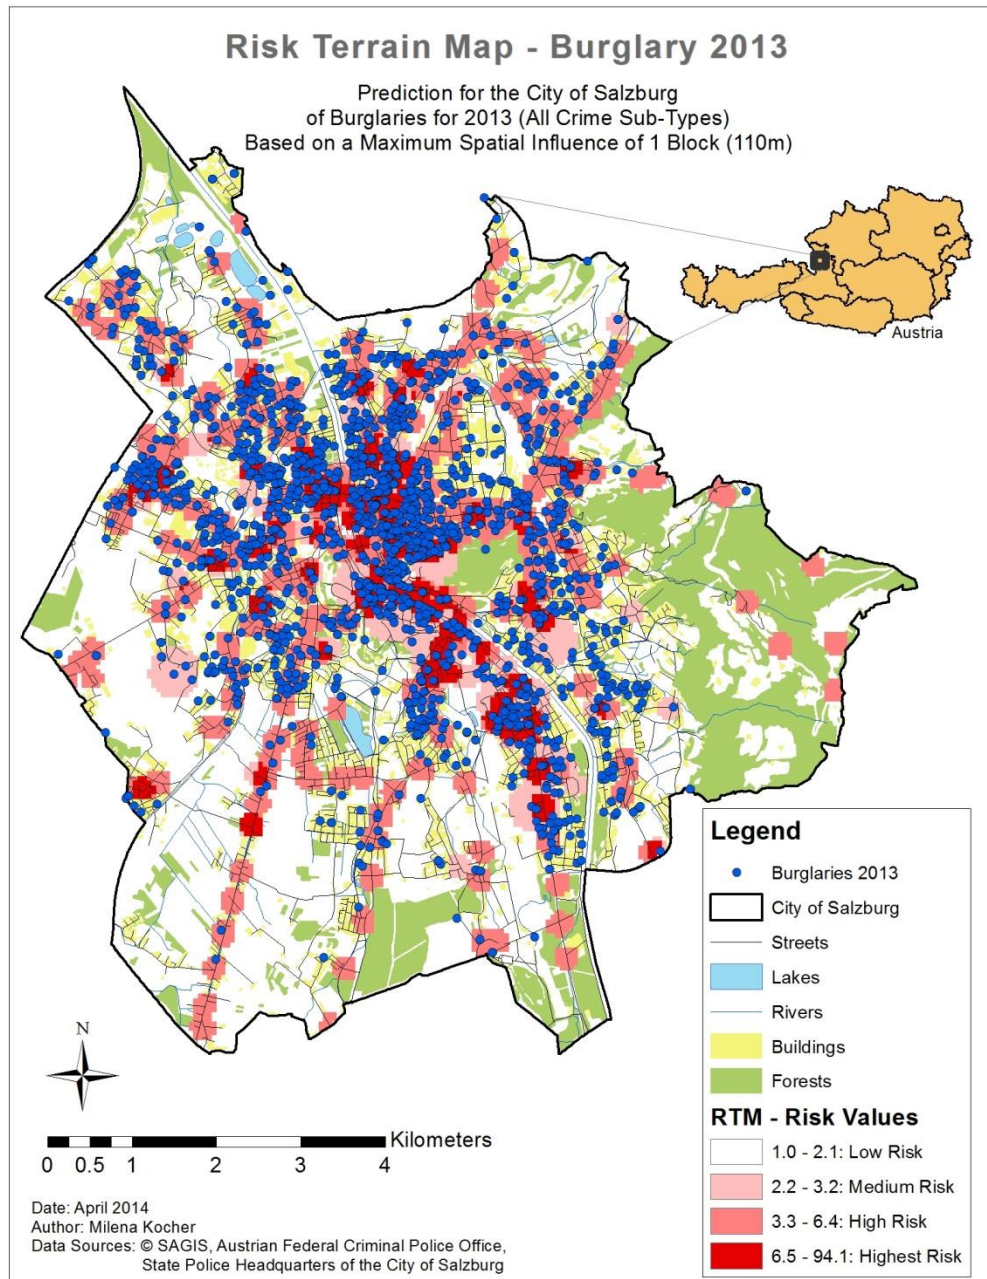 Risk Terrain Map - Burglary 2013
Prediction for the City of Salzburg
of Burglaries for 2013 (All Crime Sub-Types)
Based on a Maximum Spatial Influence of 1 Block (110m)
Austria
Legend
Burglaries 2013
City of Salzburg
Streets
Lakes
Rivers
Buildings
Forests
RTM - Risk Values
1.0 - 2.1: Low Risk
2.2 - 3.2: Medium Risk
3.3 - 6.4: High Risk
6.5 - 94.1: Highest Risk
N
Kilometers
0 0.5 1 2 3 4
Date: April 2014
Author: Milena Kocher
Data Sources: © SAGIS, Austrian Federal Criminal Police Office,
State Police Headquarters of the City of Salzburg